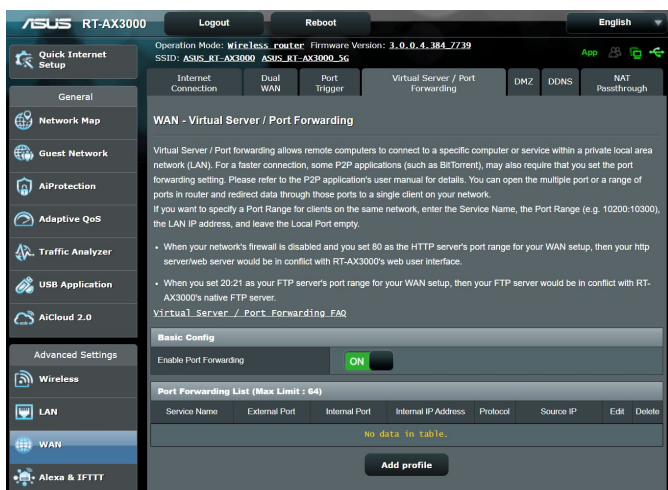 ASUS RT-AX3000
Logout
Reboot
English
Quick Internet Setup
General
Network Map
Guest Network
AiProtection
Adaptive QoS
Traffic Analyzer
USB Application
AiCloud 2.0
Advanced Settings
Wireless
LAN
WAN
Alexa & IFTTT
Operation Mode: Wireless router Firmware Version: 3.0.0.4.384_7739
SSID: ASUS_RT-AX3000 ASUS_RT-AX3000_5G
App
Internet Connection
Dual WAN
Port Trigger
Virtual Server / Port Forwarding
DMZ
DDNS
NAT Passthrough
WAN - Virtual Server / Port Forwarding
Virtual Server / Port forwarding allows remote computers to connect to a specific computer or service within a private local area
network (LAN). For a faster connection, some P2P applications (such as BitTorrent), may also require that you set the port
forwarding setting. Please refer to the P2P application's user manual for details. You can open the multiple port or a range of
ports in router and redirect data through those ports to a single client on your network.
If you want to specify a Port Range for clients on the same network, enter the Service Name, the Port Range (e.g. 10200:10300),
the LAN IP address, and leave the Local Port empty.
• When your network's firewall is disabled and you set 80 as the HTTP server's port range for your WAN setup, then your http
server/web server would be in conflict with RT-AX3000's web user interface.
• When you set 20:21 as your FTP server's port range for your WAN setup, then your FTP server would be in conflict with RT-
AX3000's native FTP server.
Virtual Server / Port Forwarding FAQ
Basic Config
Enable Port Forwarding
ON
Port Forwarding List (Max Limit : 64)
Service Name External Port Internal Port Internal IP Address Protocol Source IP Edit Delete
No data in table.
Add profile